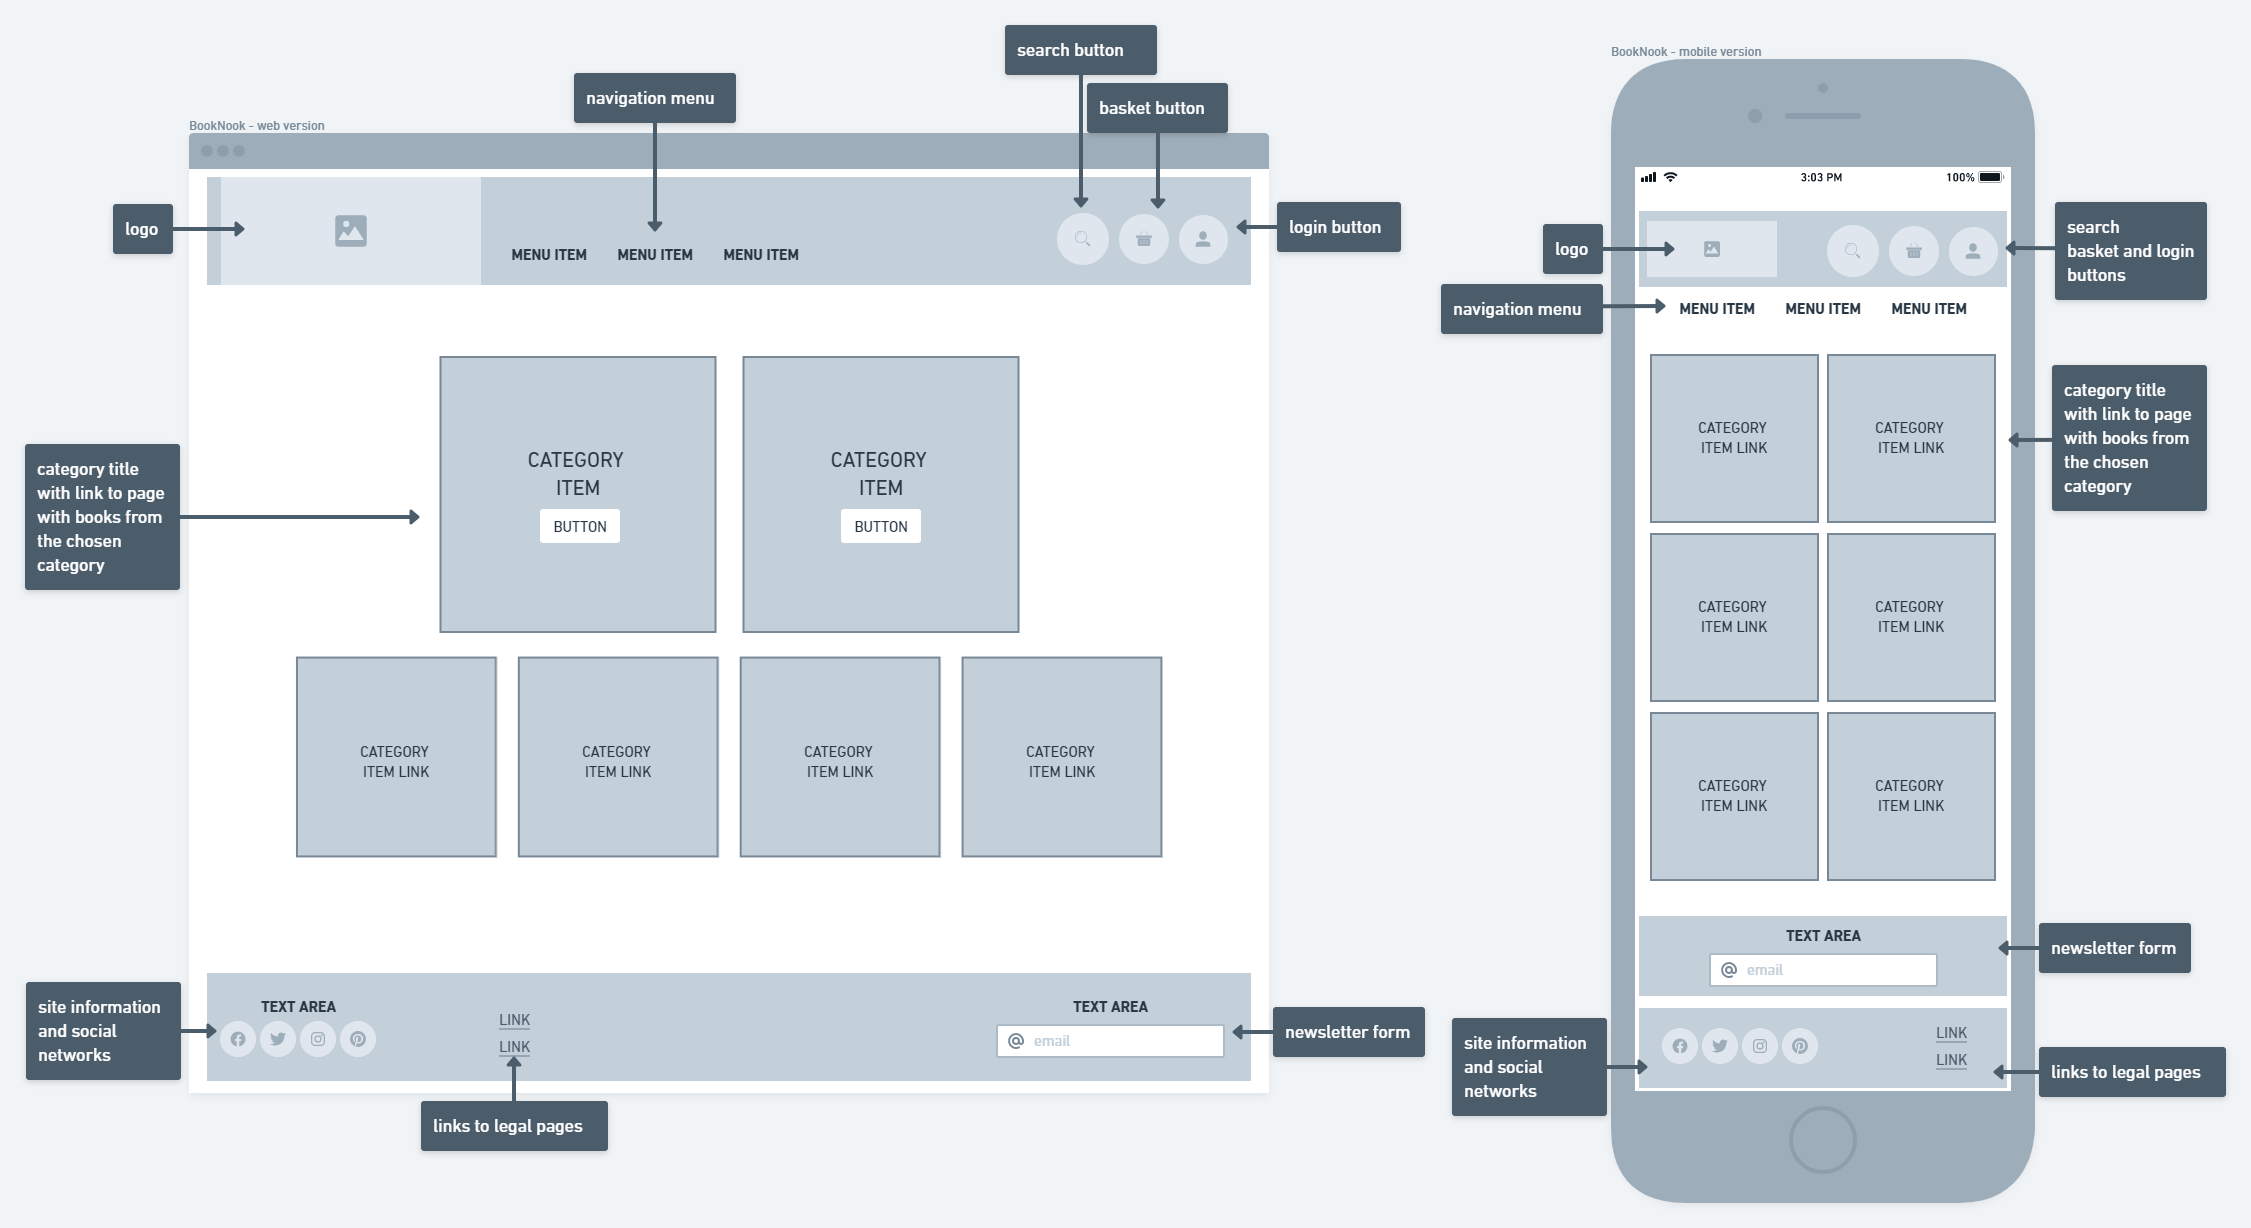 search button
navigation menu
basket button
BookNook - web version
logo
MENU ITEM MENU ITEM MENU ITEM
login button
CATEGORY
ITEM
BUTTON
CATEGORY
ITEM
BUTTON
category title
with link to page
with books from
the chosen
category
CATEGORY
ITEM LINK
CATEGORY
ITEM LINK
CATEGORY
ITEM LINK
CATEGORY
ITEM LINK
site information
and social
networks
TEXT AREA
LINK
LINK
TEXT AREA
email
newsletter form
links to legal pages
BookNook - mobile version
3:03 PM
100%
logo
search
basket and login
buttons
navigation menu
MENU ITEM MENU ITEM MENU ITEM
CATEGORY
ITEM LINK
CATEGORY
ITEM LINK
category title
with link to page
with books from
the chosen
category
CATEGORY
ITEM LINK
CATEGORY
ITEM LINK
CATEGORY
ITEM LINK
CATEGORY
ITEM LINK
TEXT AREA
email
newsletter form
site information
and social
networks
LINK
LINK
links to legal pages